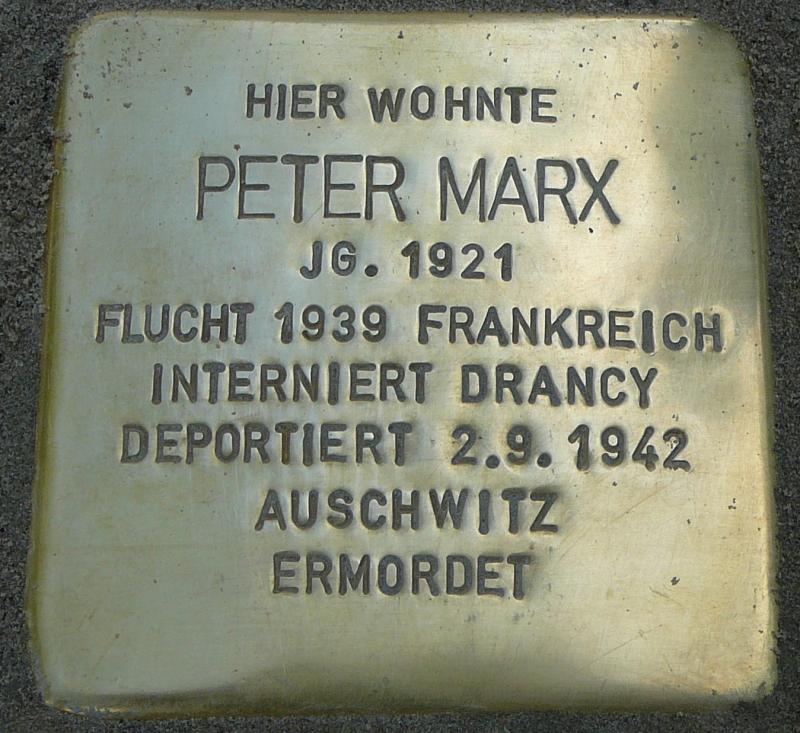 HIER WOHNTE
PETER MARX
JG. 1921
FLUCHT 1939 FRANKREICH
INTERNIERT DRANCY
DEPORTIERT 2.9.1942
AUSCHWITZ
ERMORDET